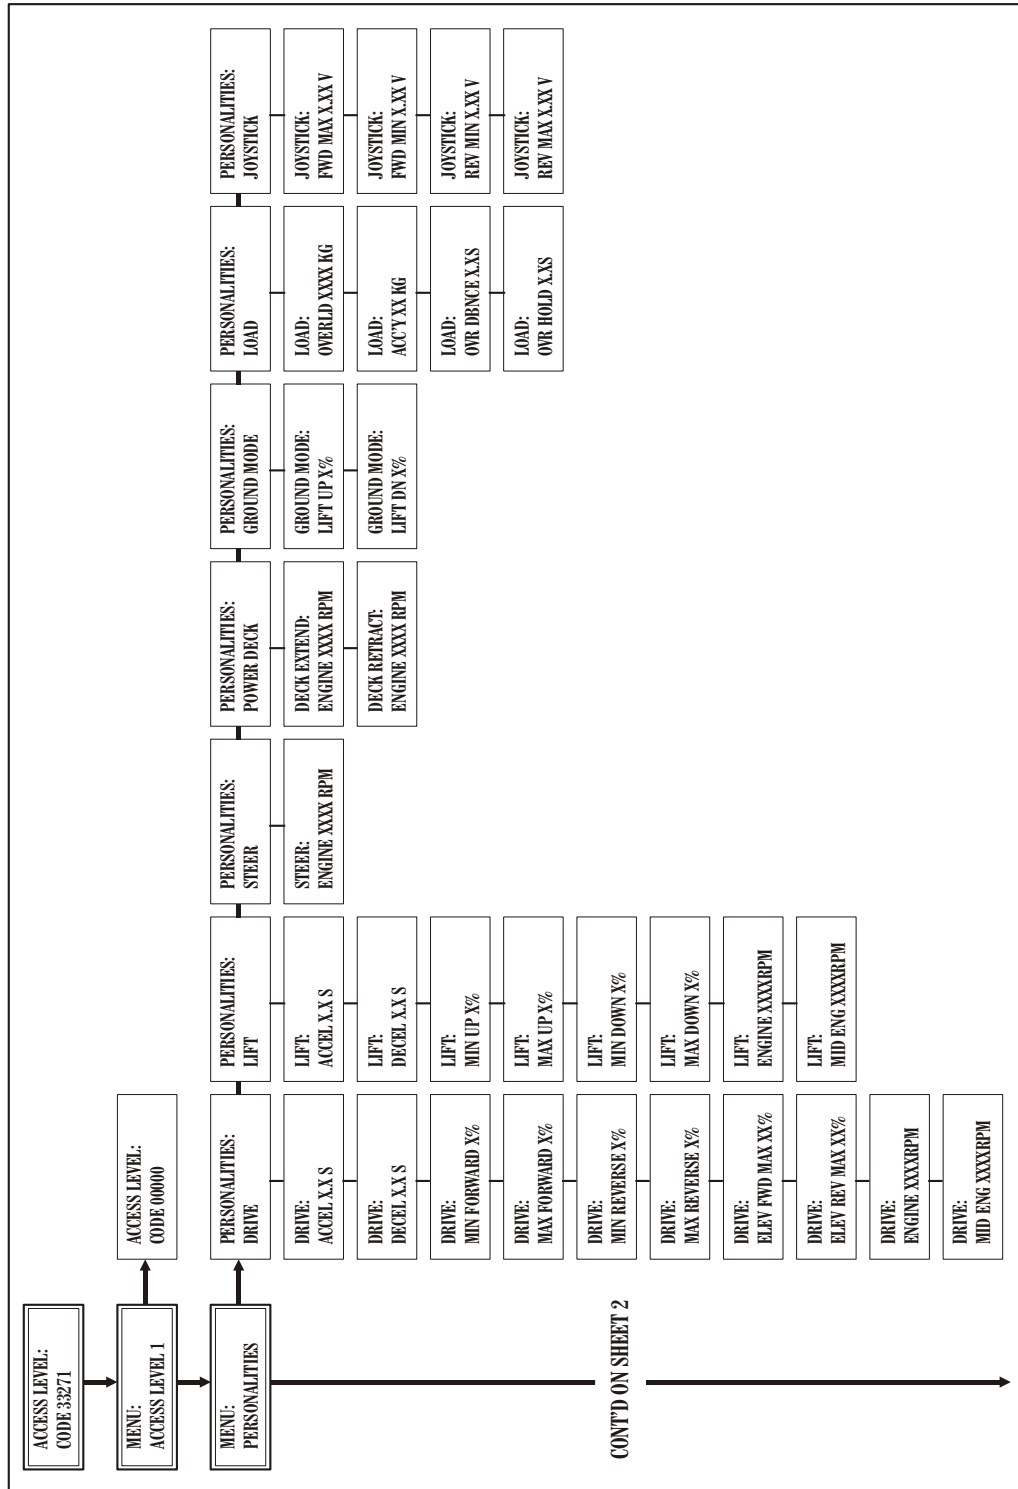 ACCESS LEVEL:
CODE 33271
MENU:
ACCESS LEVEL 1
ACCESS LEVEL:
CODE 00000
MENU:
PERSONALITIES
PERSONALITIES:
DRIVE
DRIVE:
ACCEL X.X S
DRIVE:
DECEL X.X S
DRIVE:
MIN FORWARD X%
DRIVE:
MAX FORWARD X%
DRIVE:
MIN REVERSE X%
DRIVE:
MAX REVERSE X%
DRIVE:
ELEV FWD MAX XX%
DRIVE:
ELEV REV MAX XX%
DRIVE:
ENGINE XXXXRPM
DRIVE:
MID ENG XXXXRPM
PERSONALITIES:
LIFT
LIFT:
ACCEL X.X S
LIFT:
DECEL X.X S
LIFT:
MIN UP X%
LIFT:
MAX UP X%
LIFT:
MIN DOWN X%
LIFT:
MAX DOWN X%
LIFT:
ENGINE XXXXRPM
LIFT:
MID ENG XXXXRPM
PERSONALITIES:
STEER
STEER:
ENGINE XXXX RPM
PERSONALITIES:
POWER DECK
DECK EXTEND:
ENGINE XXXX RPM
DECK RETRACT:
ENGINE XXXX RPM
PERSONALITIES:
GROUND MODE
GROUND MODE:
LIFT UP X%
GROUND MODE:
LIFT DN X%
PERSONALITIES:
LOAD
LOAD:
OVERLD XXXX KG
LOAD:
ACC'Y XX KG
LOAD:
OVR DBNCE X.XS
LOAD:
OVR HOLD X.XS
PERSONALITIES:
JOYSTICK
JOYSTICK:
FWD MAX X.XX V
JOYSTICK:
FWD MIN X.XX V
JOYSTICK:
REV MIN X.XX V
JOYSTICK:
REV MAX X.XX V
CONT'D ON SHEET 2